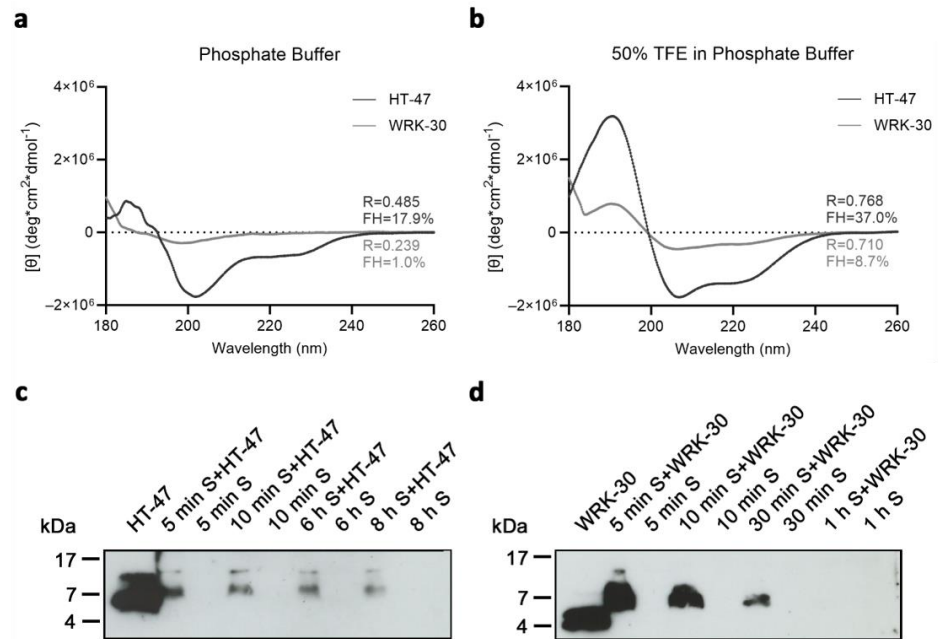 a
Phosphate Buffer
[θ] (deg*cm²*dmol⁻¹)
4×10⁶
2×10⁶
0
−2×10⁶
HT-47
WRK-30
R=0.485
FH=17.9%
R=0.239
FH=1.0%
180 200 220 240 260
Wavelength (nm)
b
50% TFE in Phosphate Buffer
[θ] (deg*cm²*dmol⁻¹)
4×10⁶
2×10⁶
0
−2×10⁶
HT-47
WRK-30
R=0.768
FH=37.0%
R=0.710
FH=8.7%
180 200 220 240 260
Wavelength (nm)
c
HT-47
5 min S+HT-47
5 min S
10 min S+HT-47
10 min S
6 h S+HT-47
6 h S
8 h S+HT-47
8 h S
kDa
17
7
4
d
WRK-30
5 min S+WRK-30
5 min S
10 min S+WRK-30
10 min S
30 min S+WRK-30
30 min S
1 h S+WRK-30
1 h S
kDa
17
7
4